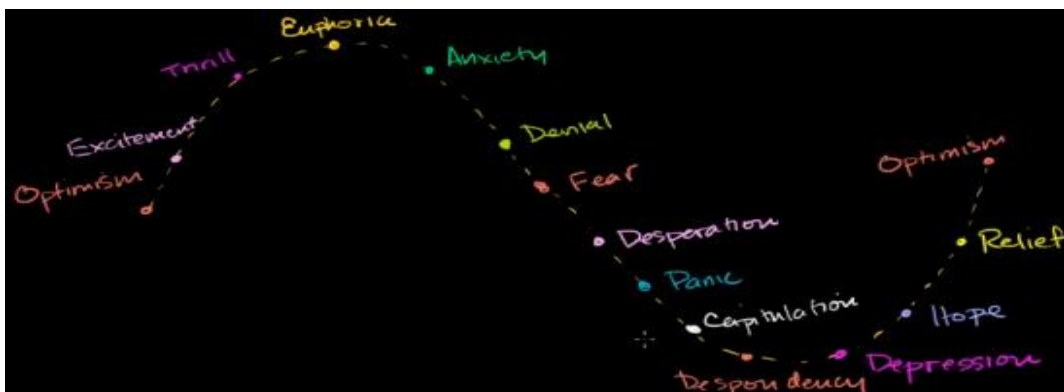 Optimism
Excitement
Thrill
Euphoria
Anxiety
Denial
Fear
Desperation
Panic
Capitulation
Despondency
Depression
Hope
Relief
Optimism